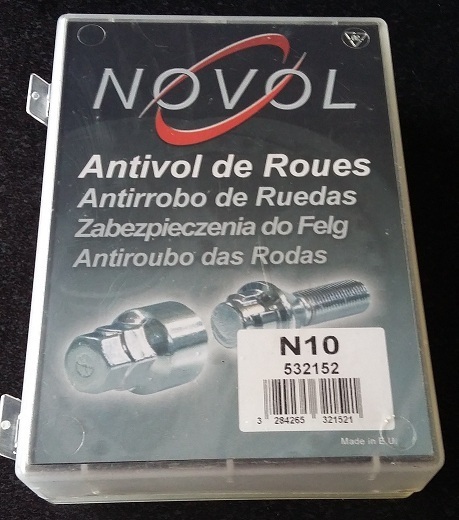 NOVOL
Antivol de Roues
Antirrobo de Ruedas
Zabezpieczenia do Felg
Antiroubo das Rodas
N10
532152
3 284265 321521
Made in E.U.